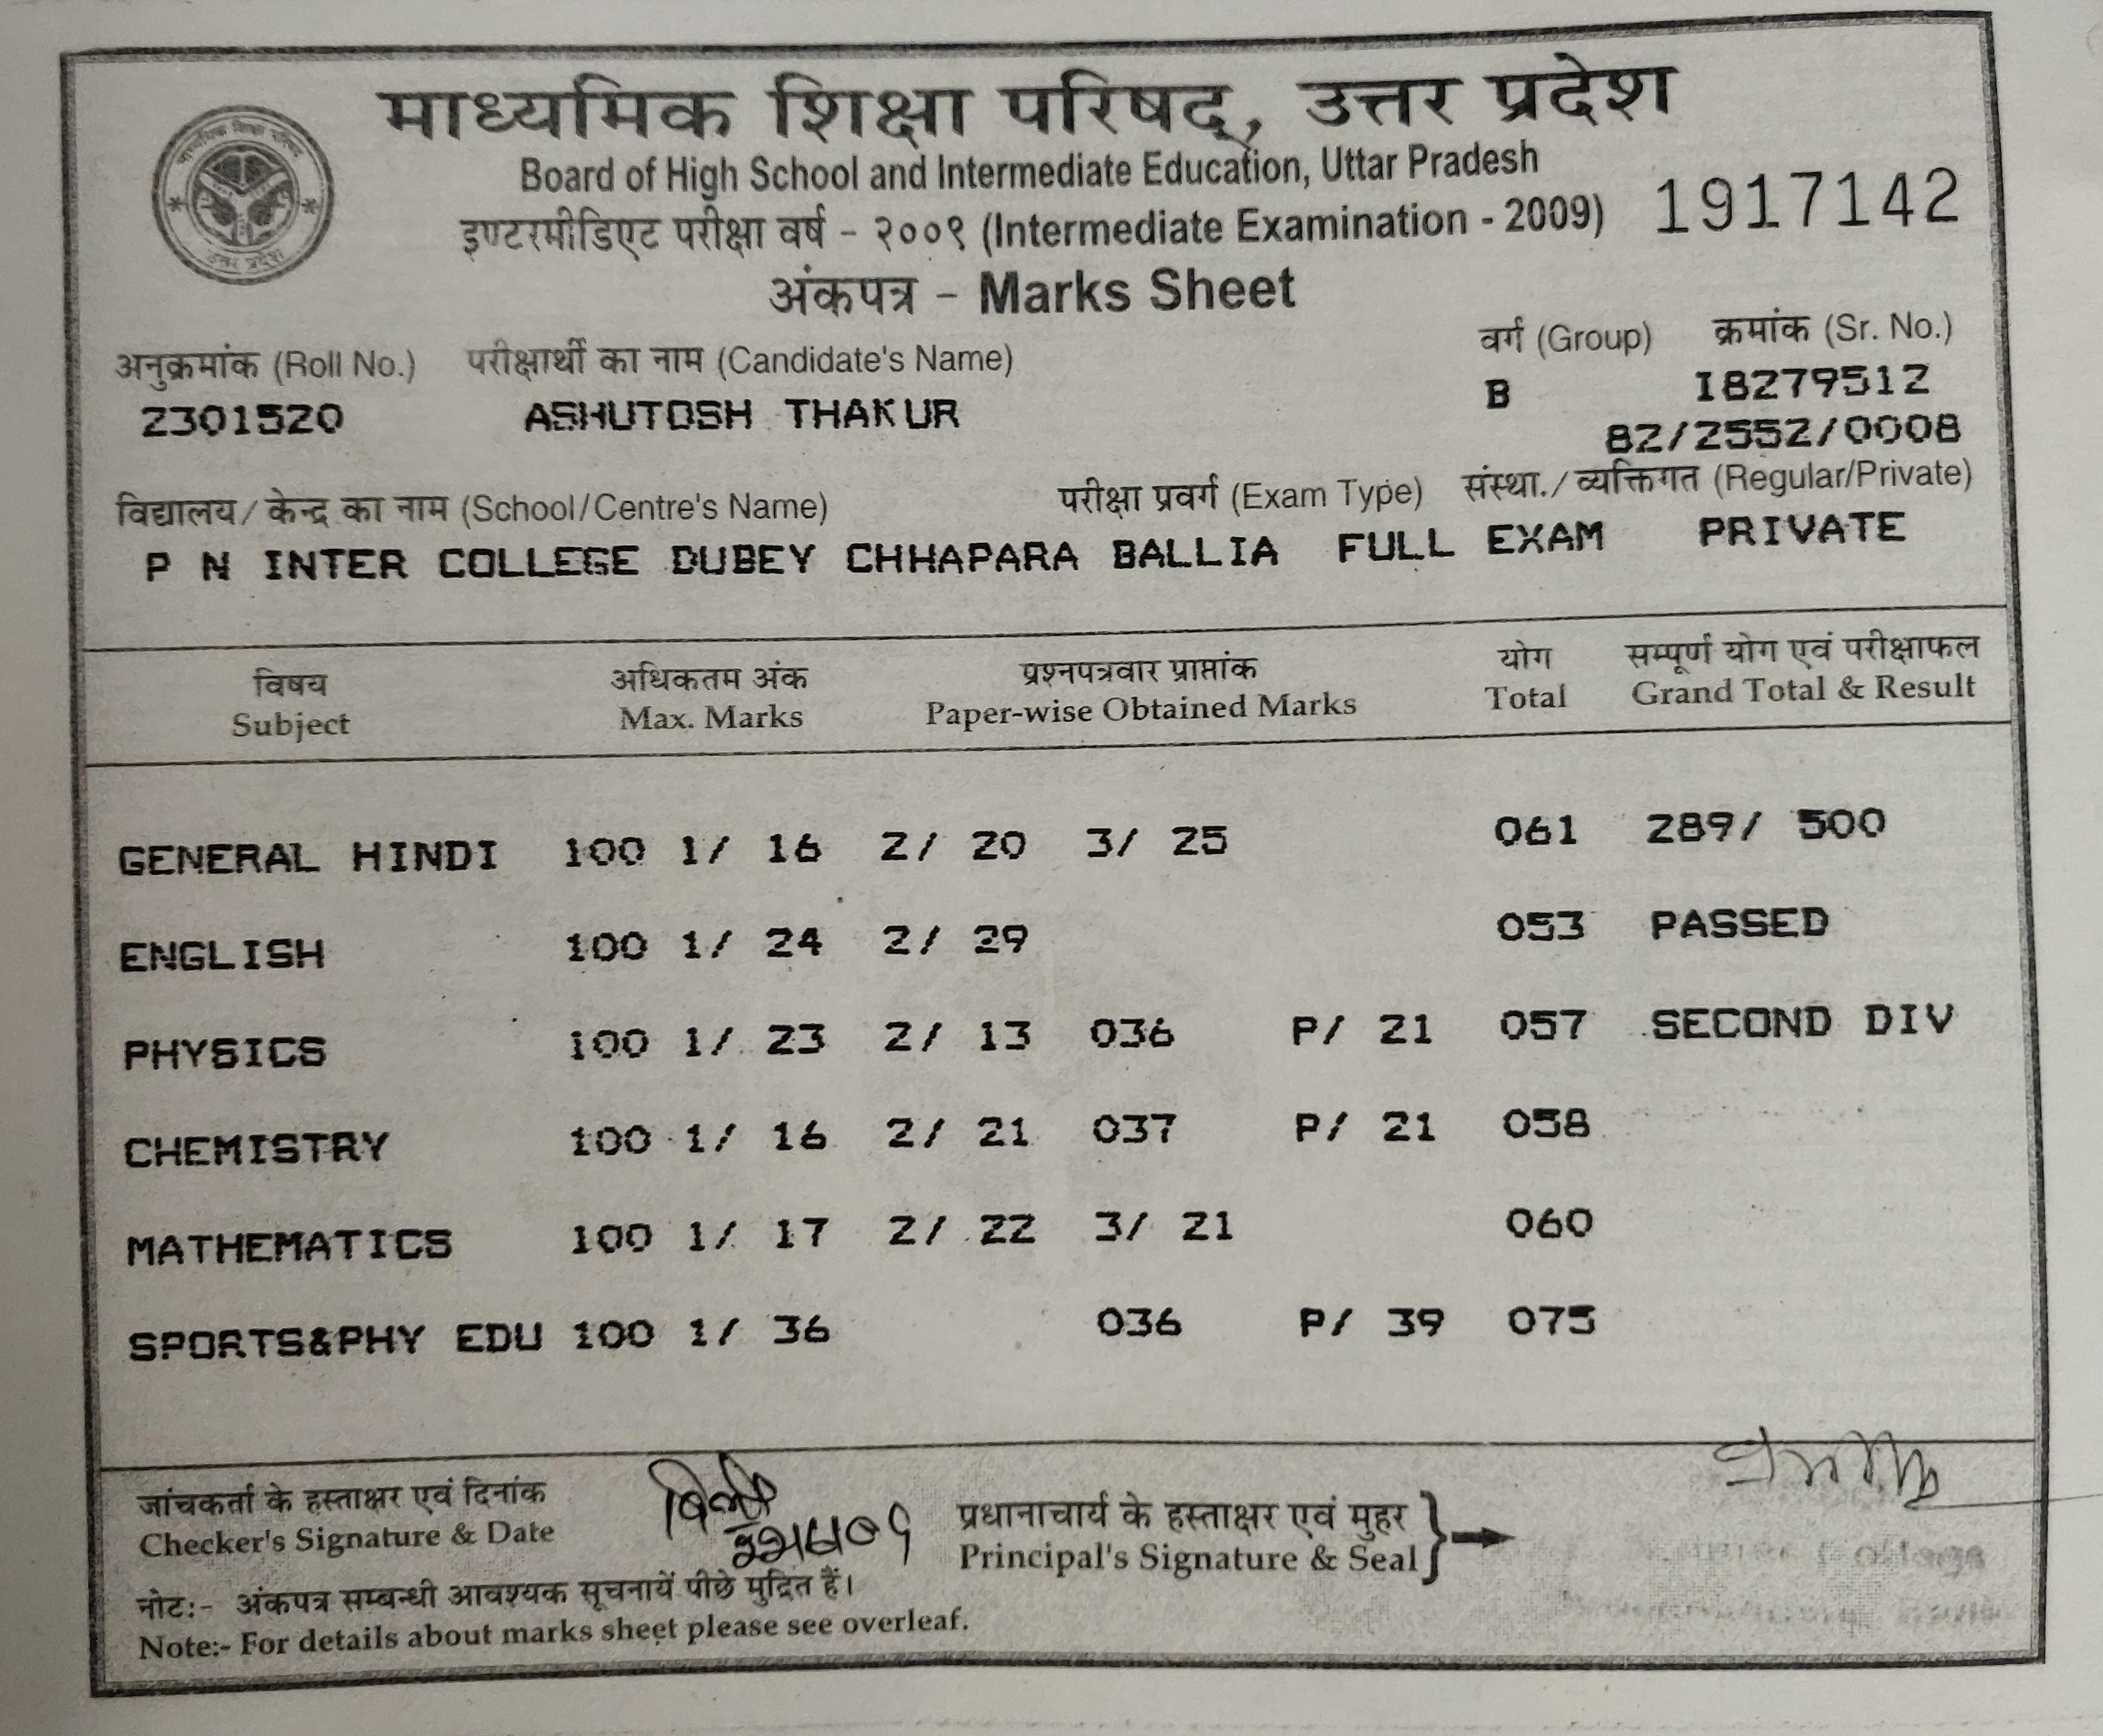 माध्यमिक शिक्षा परिषद्, उत्तर प्रदेश
Board of High School and Intermediate Education, Uttar Pradesh
इण्टरमीडिएट परीक्षा वर्ष - २००९ (Intermediate Examination - 2009) 1917142
अंकपत्र - Marks Sheet
माध्यमिक शिक्षा परिषद
उत्तर प्रदेश
अनुक्रमांक (Roll No.) परीक्षार्थी का नाम (Candidate's Name) वर्ग (Group) क्रमांक (Sr. No.)
2301520 ASHUTOSH THAKUR B I8279512
82/2552/0008
विद्यालय/केन्द्र का नाम (School/Centre's Name) परीक्षा प्रवर्ग (Exam Type) संस्था./व्यक्तिगत (Regular/Private)
P N INTER COLLEGE DUBEY CHHAPARA BALLIA FULL EXAM PRIVATE
विषय अधिकतम अंक प्रश्नपत्रवार प्राप्तांक योग सम्पूर्ण योग एवं परीक्षाफल
Subject Max. Marks Paper-wise Obtained Marks Total Grand Total & Result
GENERAL HINDI 100 1/ 16 2/ 20 3/ 25 061 289/ 500
ENGLISH 100 1/ 24 2/ 29 053 PASSED
PHYSICS 100 1/ 23 2/ 13 036 P/ 21 057 SECOND DIV
CHEMISTRY 100 1/ 16 2/ 21 037 P/ 21 058
MATHEMATICS 100 1/ 17 2/ 22 3/ 21 060
SPORTS&PHY EDU 100 1/ 36 036 P/ 39 075
जांचकर्ता के हस्ताक्षर एवं दिनांक प्रधानाचार्य के हस्ताक्षर एवं मुहर
Checker's Signature & Date Principal's Signature & Seal
नोट:- अंकपत्र सम्बन्धी आवश्यक सूचनायें पीछे मुद्रित हैं।
Note:- For details about marks sheet please see overleaf.